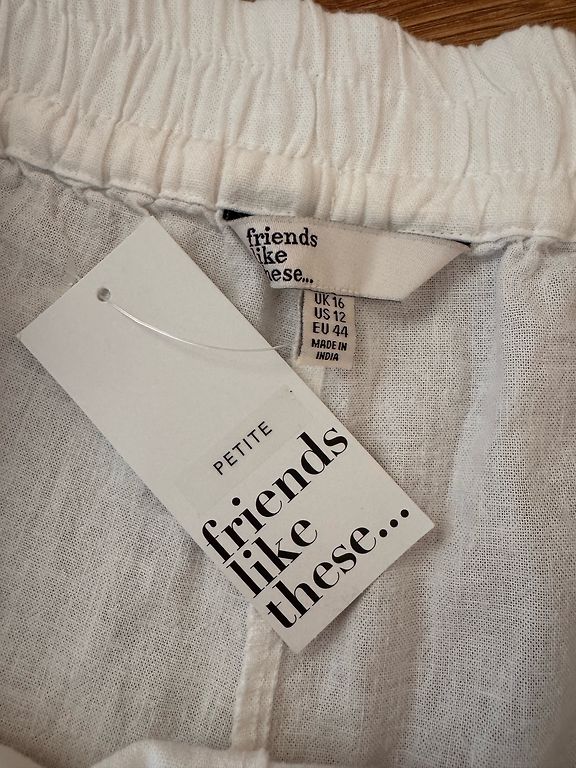 friends
like
these...
UK 16
US 12
EU 44
MADE IN
INDIA
PETITE
friends
like
these...